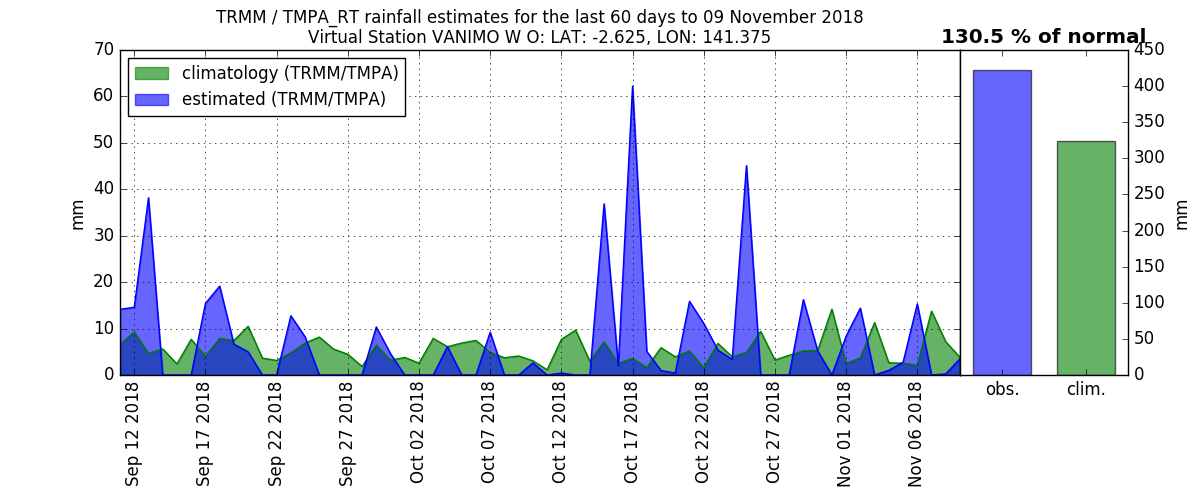 TRMM / TMPA_RT rainfall estimates for the last 60 days to 09 November 2018
Virtual Station VANIMO W O: LAT: -2.625, LON: 141.375
130.5 % of normal
climatology (TRMM/TMPA)
estimated (TRMM/TMPA)
mm
70
60
50
40
30
20
10
0
Sep 12 2018
Sep 17 2018
Sep 22 2018
Sep 27 2018
Oct 02 2018
Oct 07 2018
Oct 12 2018
Oct 17 2018
Oct 22 2018
Oct 27 2018
Nov 01 2018
Nov 06 2018
obs.
clim.
450
400
350
300
250
200
150
100
50
0
mm